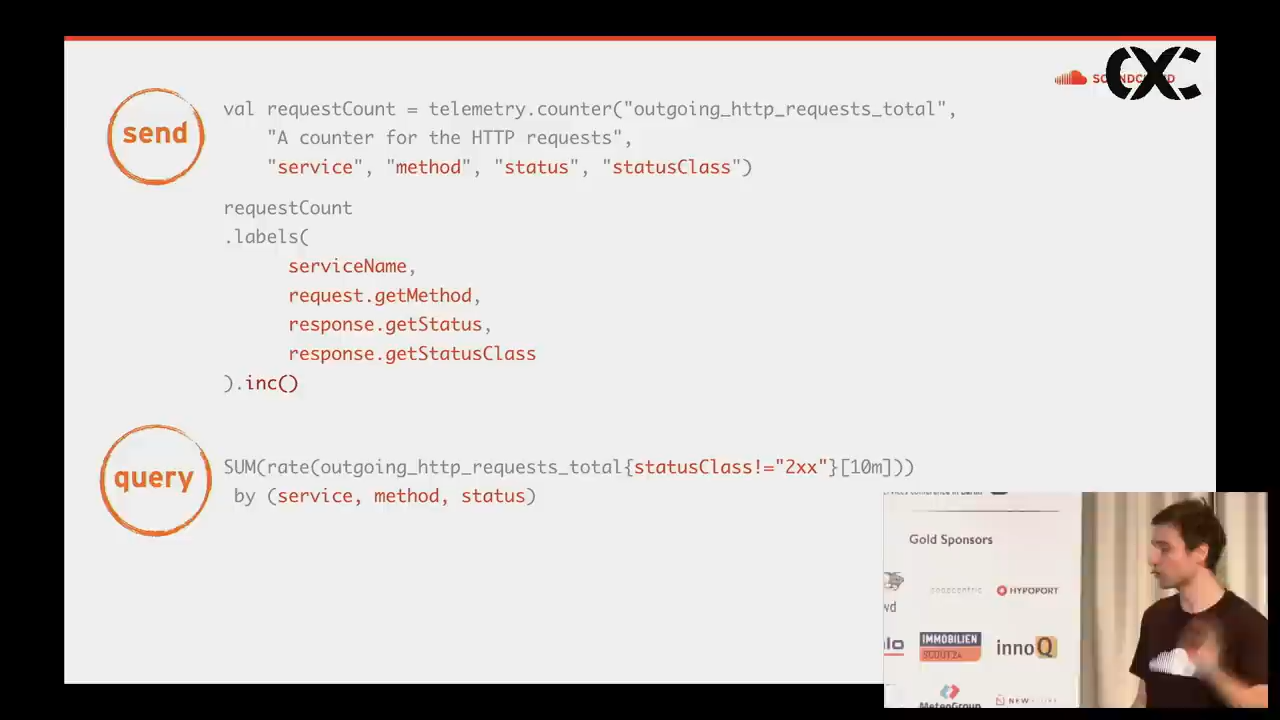 send
val requestCount = telemetry.counter("outgoing_http_requests_total",
"A counter for the HTTP requests",
"service", "method", "status", "statusClass")
requestCount
.labels(
serviceName,
request.getMethod,
response.getStatus,
response.getStatusClass
).inc()
query
SUM(rate(outgoing_http_requests_total{statusClass!="2xx"}[10m]))
by (service, method, status)
Gold Sponsors
HYPOPORT
IMMOBILIEN
SCOUT24
innoQ
MeteoGroup